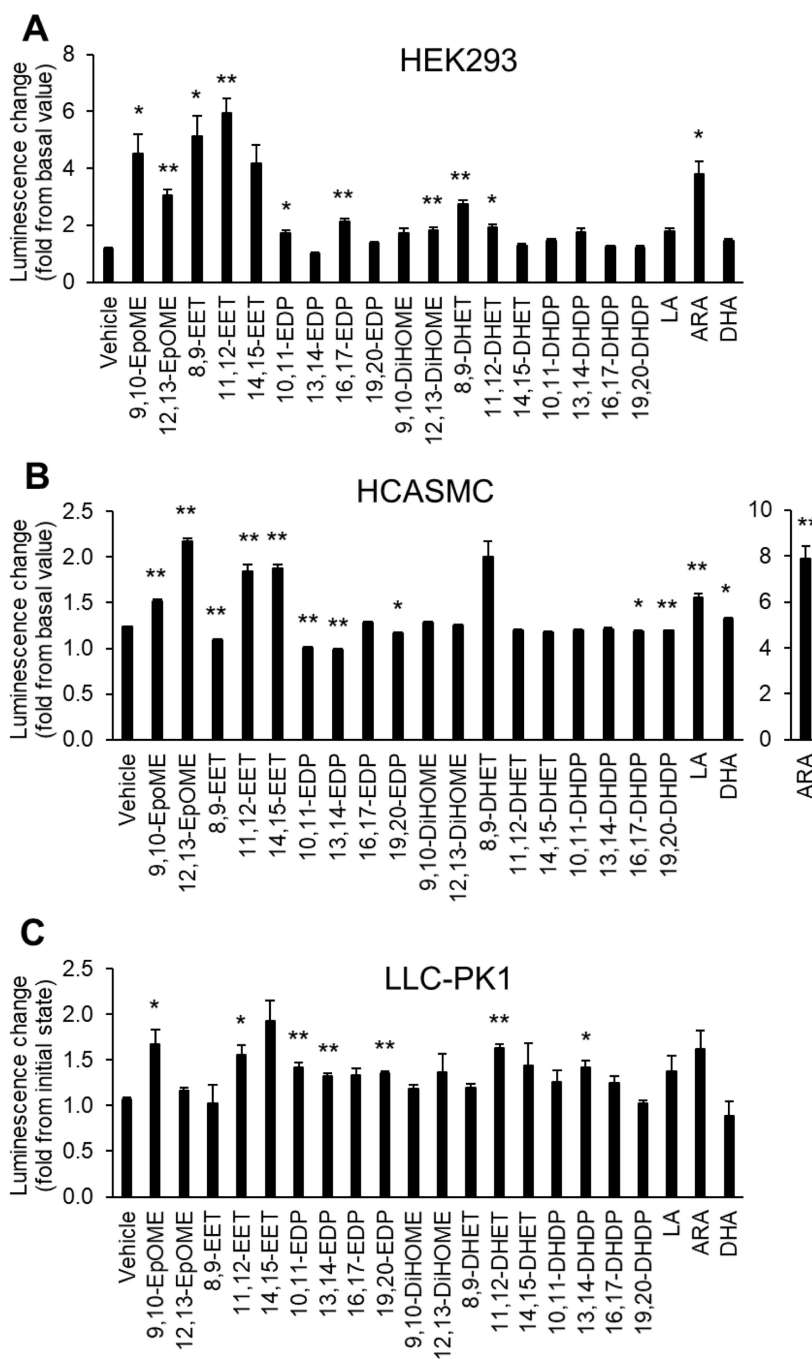 A
HEK293
Luminescence change
(fold from basal value)
8
6
4
2
0
*
**
*
**
*
**
**
**
*
*
Vehicle
9,10-EpoME
12,13-EpOME
8,9-EET
11,12-EET
14,15-EET
10,11-EDP
13,14-EDP
16,17-EDP
19,20-EDP
9,10-DiHOME
12,13-DiHOME
8,9-DHET
11,12-DHET
14,15-DHET
10,11-DHDP
13,14-DHDP
16,17-DHDP
19,20-DHDP
LA
ARA
DHA
B
HCASMC
Luminescence change
(fold from basal value)
2.5
2.0
1.5
1.0
0.5
0.0
**
**
**
**
**
**
**
*
*
**
**
*
Vehicle
9,10-EpoME
12,13-EpOME
8,9-EET
11,12-EET
14,15-EET
10,11-EDP
13,14-EDP
16,17-EDP
19,20-EDP
9,10-DiHOME
12,13-DiHOME
8,9-DHET
11,12-DHET
14,15-DHET
10,11-DHDP
13,14-DHDP
16,17-DHDP
19,20-DHDP
LA
DHA
10
8
6
4
2
0
**
ARA
C
LLC-PK1
Luminescence change
(fold from initial state)
2.5
2.0
1.5
1.0
0.5
0.0
*
*
**
**
**
**
*
Vehicle
9,10-EpOME
12,13-EpOME
8,9-EET
11,12-EET
14,15-EET
10,11-EDP
13,14-EDP
16,17-EDP
19,20-EDP
9,10-DiHOME
12,13-DiHOME
8,9-DHET
11,12-DHET
14,15-DHET
10,11-DHDP
13,14-DHDP
16,17-DHDP
19,20-DHDP
LA
ARA
DHA